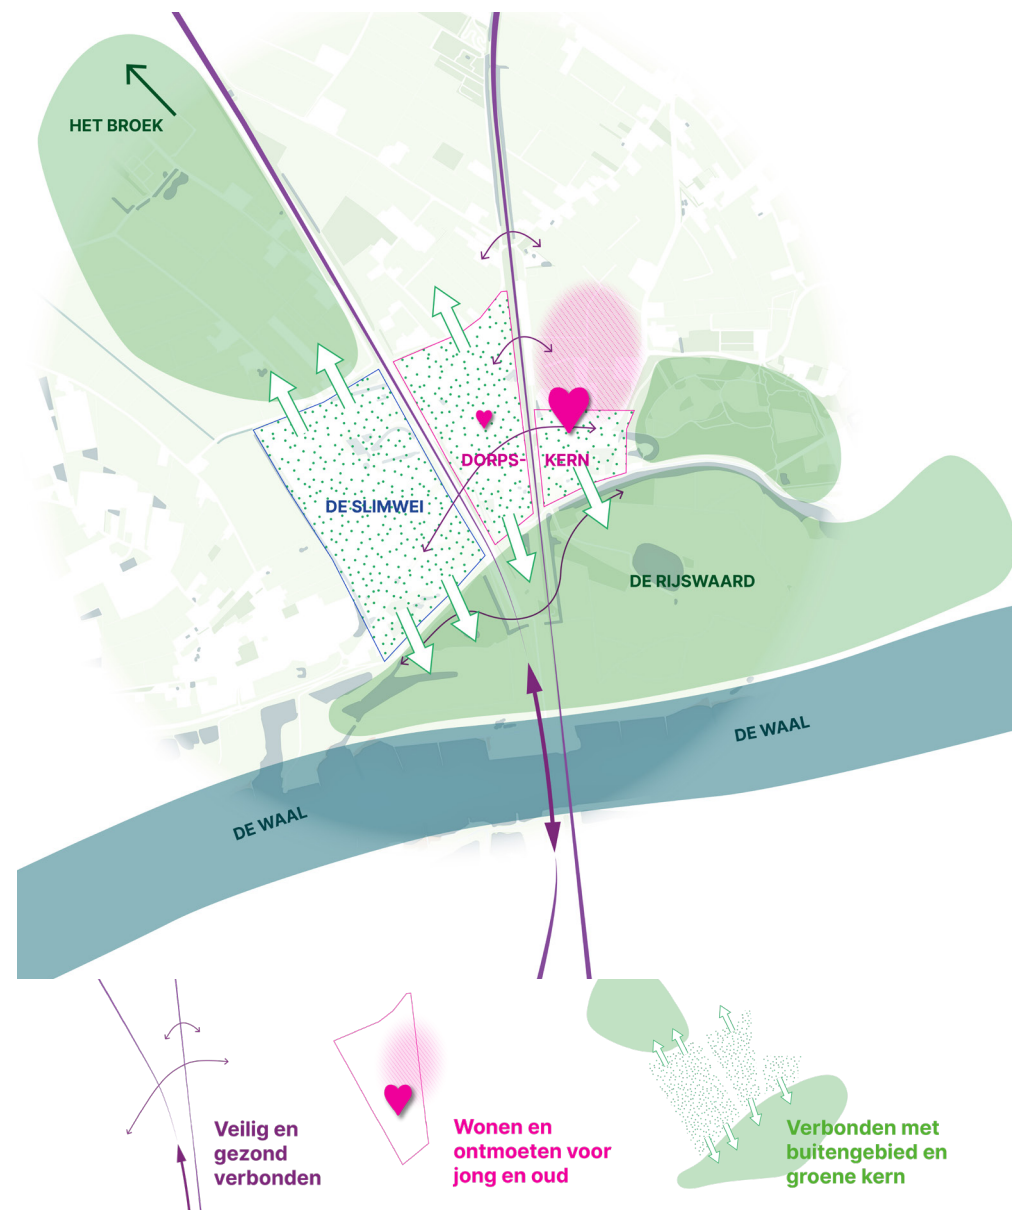 HET BROEK
DORPS- KERN
DE SLIMWEI
DE RIJSWAARD
DE WAAL
DE WAAL
Veilig en
gezond
verbonden
Wonen en
ontmoeten voor
jong en oud
Verbonden met
buitengebied en
groene kern